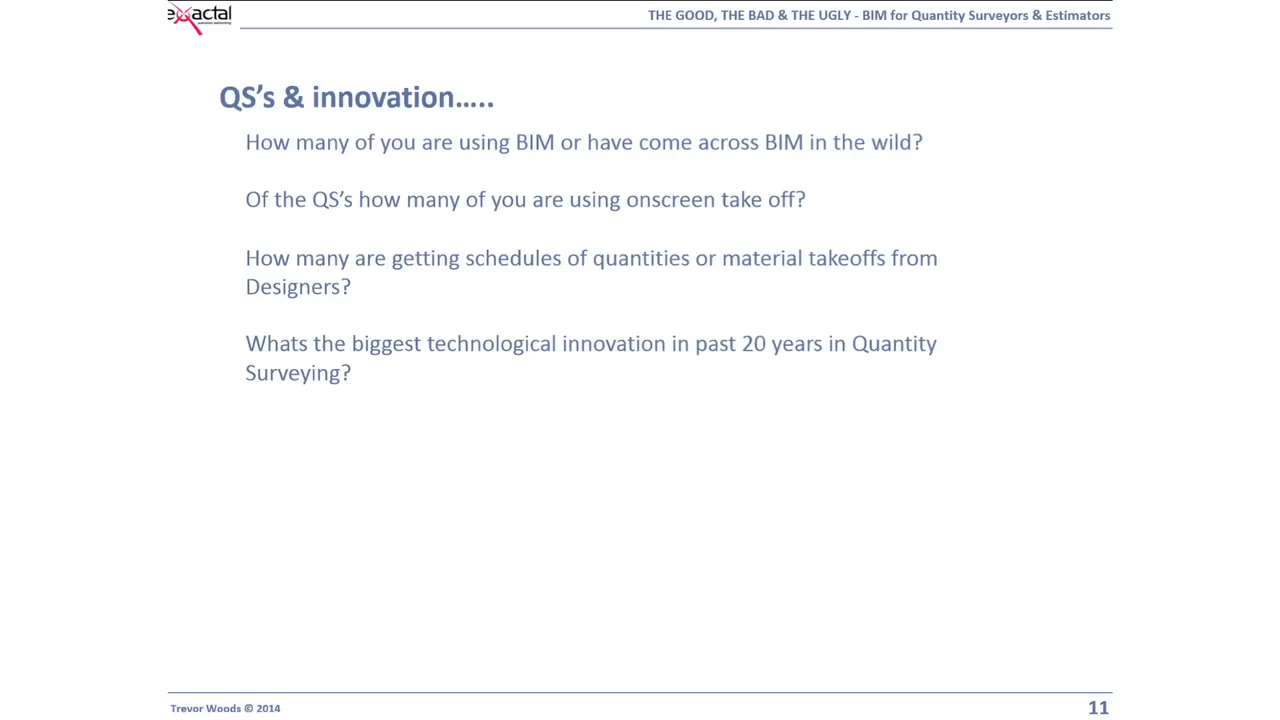 exactal
THE GOOD, THE BAD & THE UGLY - BIM for Quantity Surveyors & Estimators
QS's & innovation…..
How many of you are using BIM or have come across BIM in the wild?
Of the QS's how many of you are using onscreen take off?
How many are getting schedules of quantities or material takeoffs from
Designers?
Whats the biggest technological innovation in past 20 years in Quantity
Surveying?
Trevor Woods © 2014
11